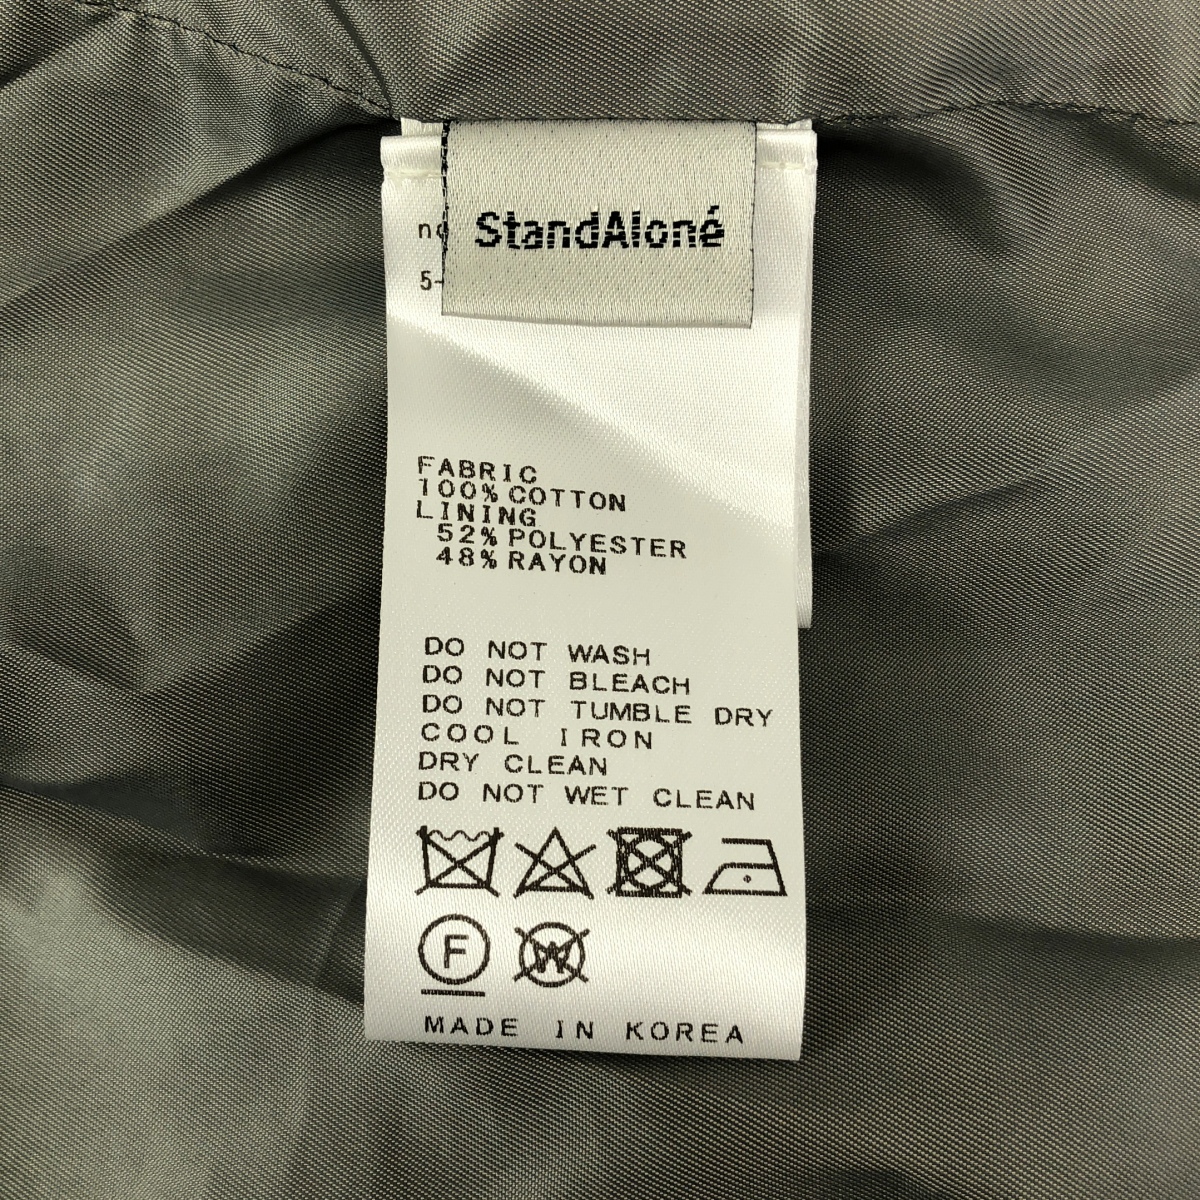 StandAloné
5-
FABRIC
100% COTTON
LINING
52% POLYESTER
48% RAYON
DO NOT WASH
DO NOT BLEACH
DO NOT TUMBLE DRY
COOL IRON
DRY CLEAN
DO NOT WET CLEAN
F W
MADE IN KOREA